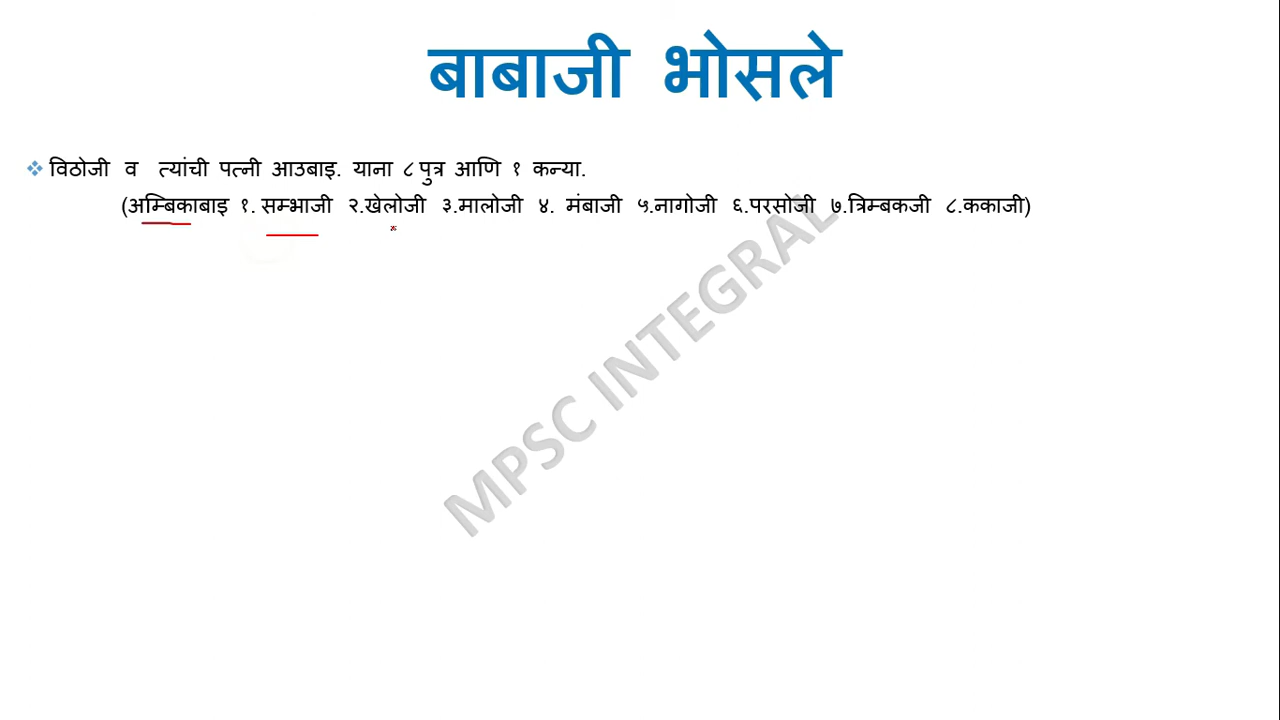 बाबाजी भोसले
विठोजी व त्यांची पत्नी आउबाइ. याना ८ पुत्र आणि १ कन्या.
(अम्बिकाबाइ १. सम्भाजी २.खेलोजी ३.मालोजी ४. मंबाजी ५.नागोजी ६.परसोजी ७.त्रिम्बकजी ८.ककाजी)
MPSC INTEGRAL